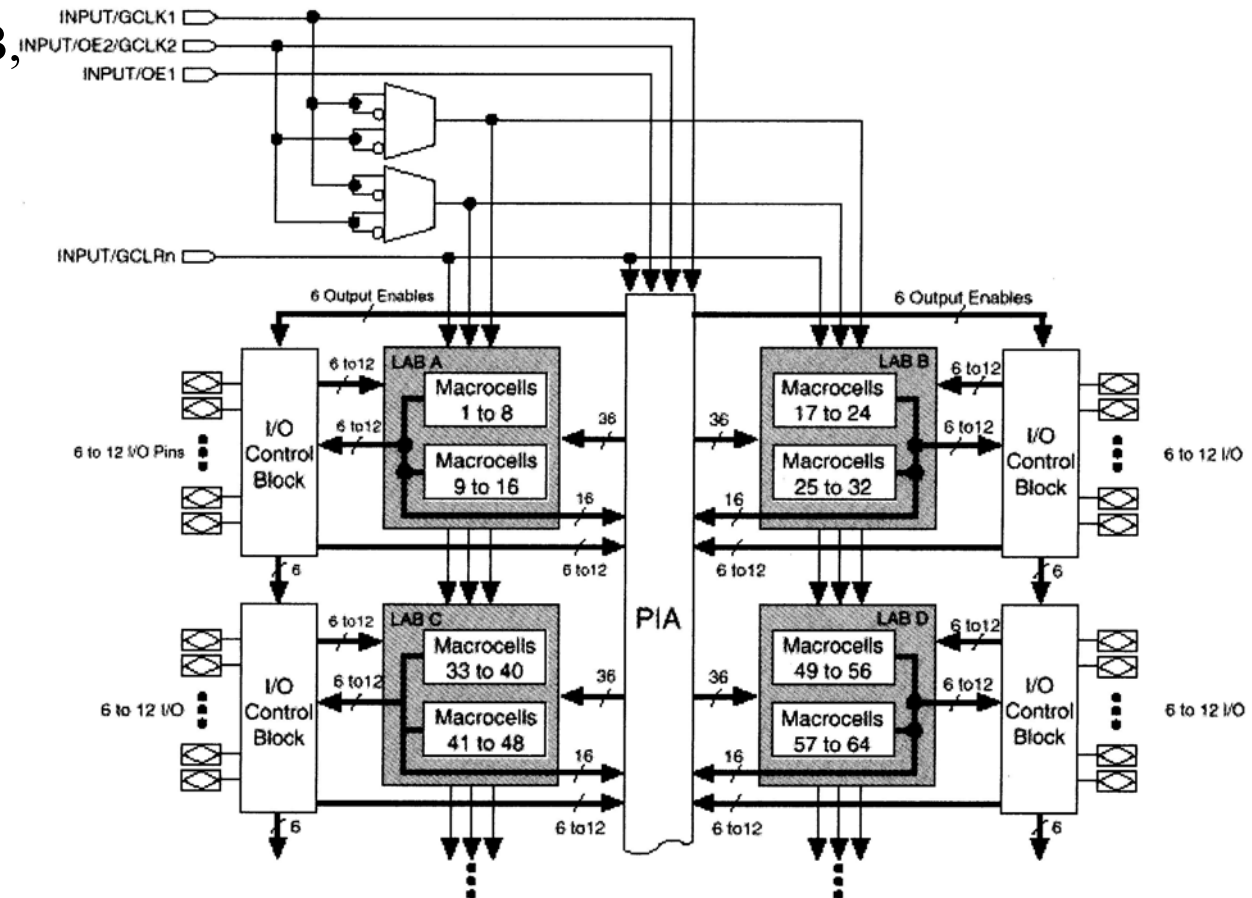 INPUT/GCLK1
3,
INPUT/OE2/GCLK2
INPUT/OE1
INPUT/GCLRn
6 Output Enables
6 Output Enables
LAB A
LAB B
6 to12
6 to12
Macrocells
1 to 8
Macrocells
17 to 24
36
36
6 to 12 I/O Pins
I/O
Control
Block
6 to12
6 to12
I/O
Control
Block
6 to 12 I/O
Macrocells
9 to 16
Macrocells
25 to 32
16
16
6 to12
6 to12
6
6
PIA
LAB C
LAB D
6 to12
6 to12
Macrocells
33 to 40
Macrocells
49 to 56
36
36
6 to 12 I/O
I/O
Control
Block
6 to12
6 to12
I/O
Control
Block
6 to 12 I/O
Macrocells
41 to 48
Macrocells
57 to 64
16
16
6 to12
6 to12
6
6